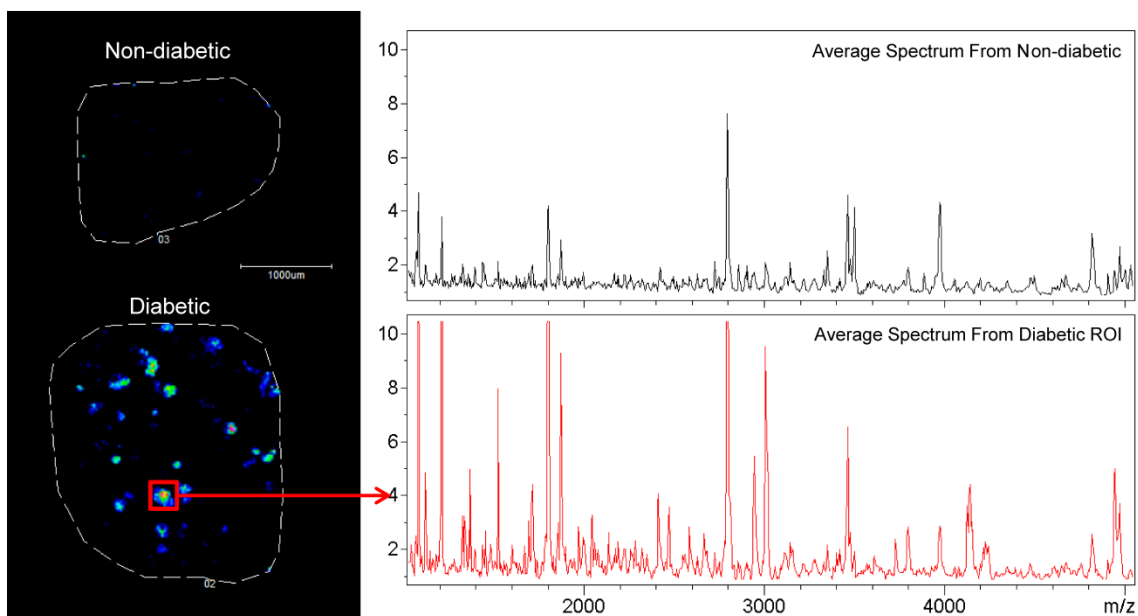 Non-diabetic
03
1000um
Diabetic
02
Average Spectrum From Non-diabetic
10
8
6
4
2
Average Spectrum From Diabetic ROI
10
8
6
4
2
2000
3000
4000
m/z